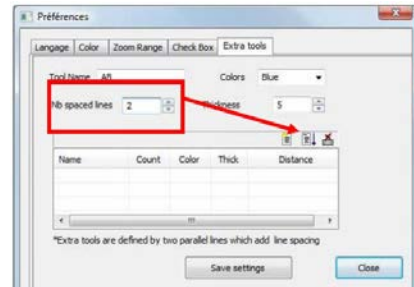 Préférences
Langage Color Zoom Range Check Box Extra tools
Tool Name AB Colors Blue
Nb spaced lines 2 Thickness 5
Name Count Color Thick Distance
*Extra tools are defined by two parallel lines which add line spacing
Save settings Close